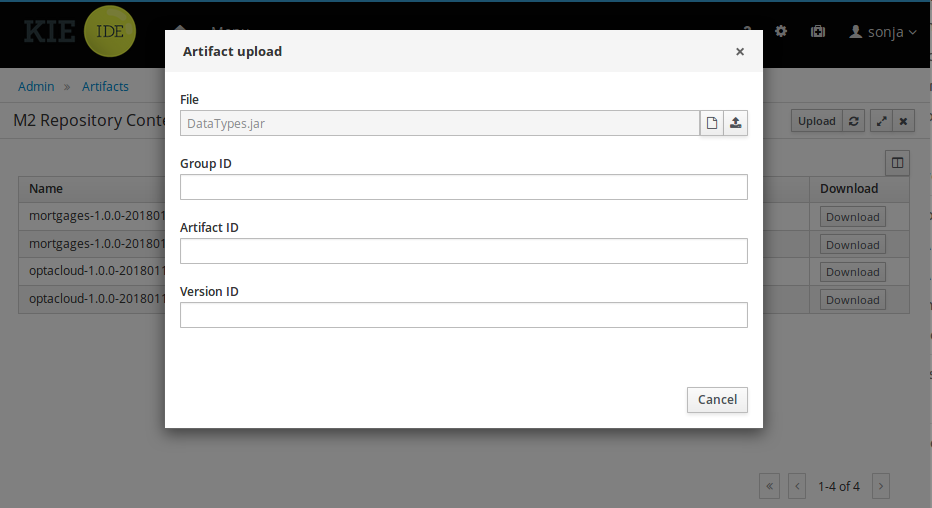 KIE IDE
sonja
Artifact upload
Admin » Artifacts
File
M2 Repository Conte
DataTypes.jar
Upload
Group ID
Name
Download
mortgages-1.0.0-201801
Download
Artifact ID
mortgages-1.0.0-201801
Download
optacloud-1.0.0-2018011
Download
Version ID
optacloud-1.0.0-2018011
Download
Cancel
1-4 of 4